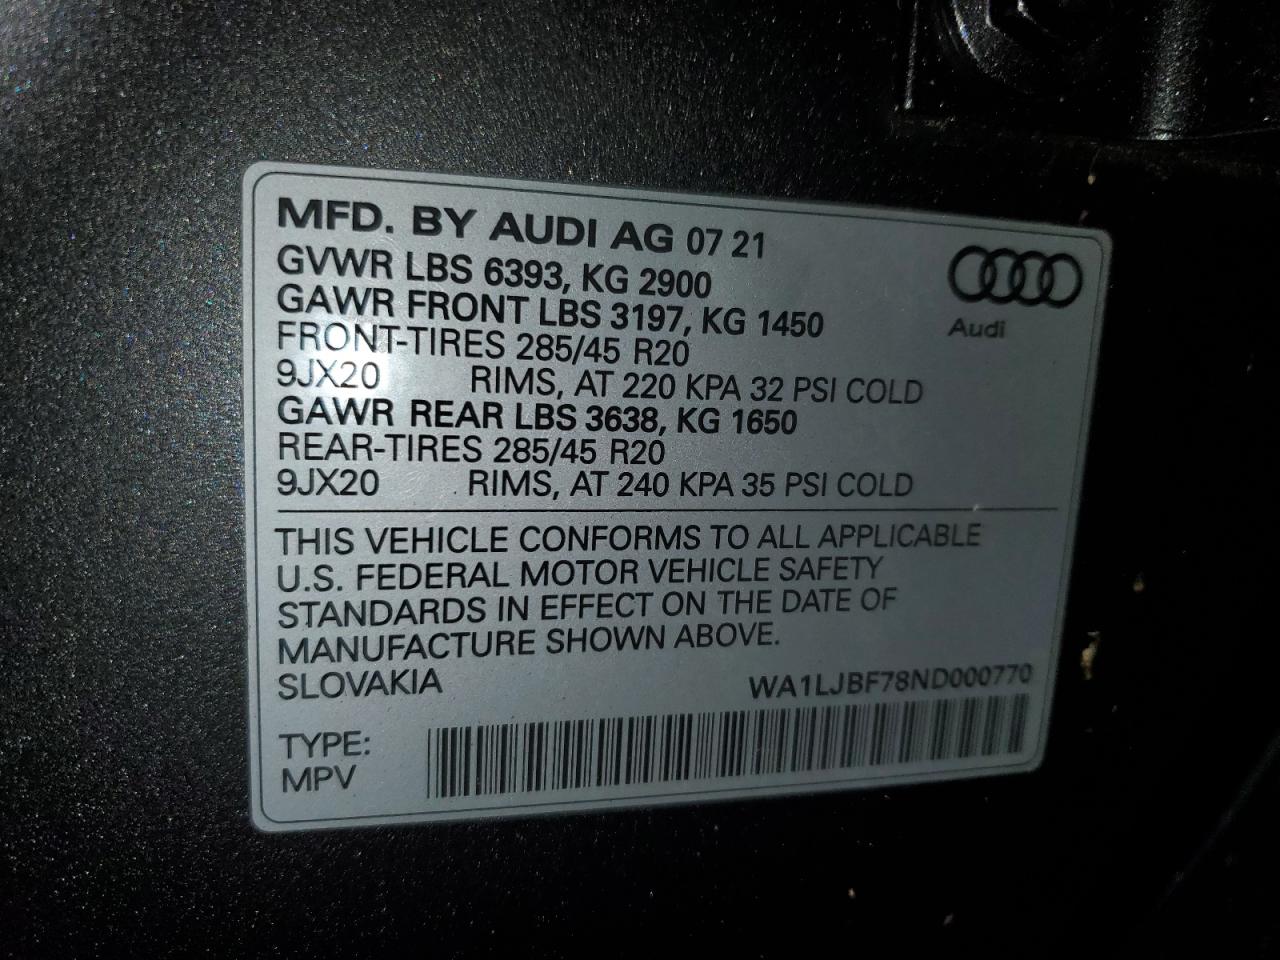 MFD. BY AUDI AG 07 21
GVWR LBS 6393, KG 2900
GAWR FRONT LBS 3197, KG 1450
FRONT-TIRES 285/45 R20
9JX20 RIMS, AT 220 KPA 32 PSI COLD
GAWR REAR LBS 3638, KG 1650
REAR-TIRES 285/45 R20
9JX20 RIMS, AT 240 KPA 35 PSI COLD
Audi
THIS VEHICLE CONFORMS TO ALL APPLICABLE
U.S. FEDERAL MOTOR VEHICLE SAFETY
STANDARDS IN EFFECT ON THE DATE OF
MANUFACTURE SHOWN ABOVE.
SLOVAKIA WA1LJBF78ND000770
TYPE:
MPV